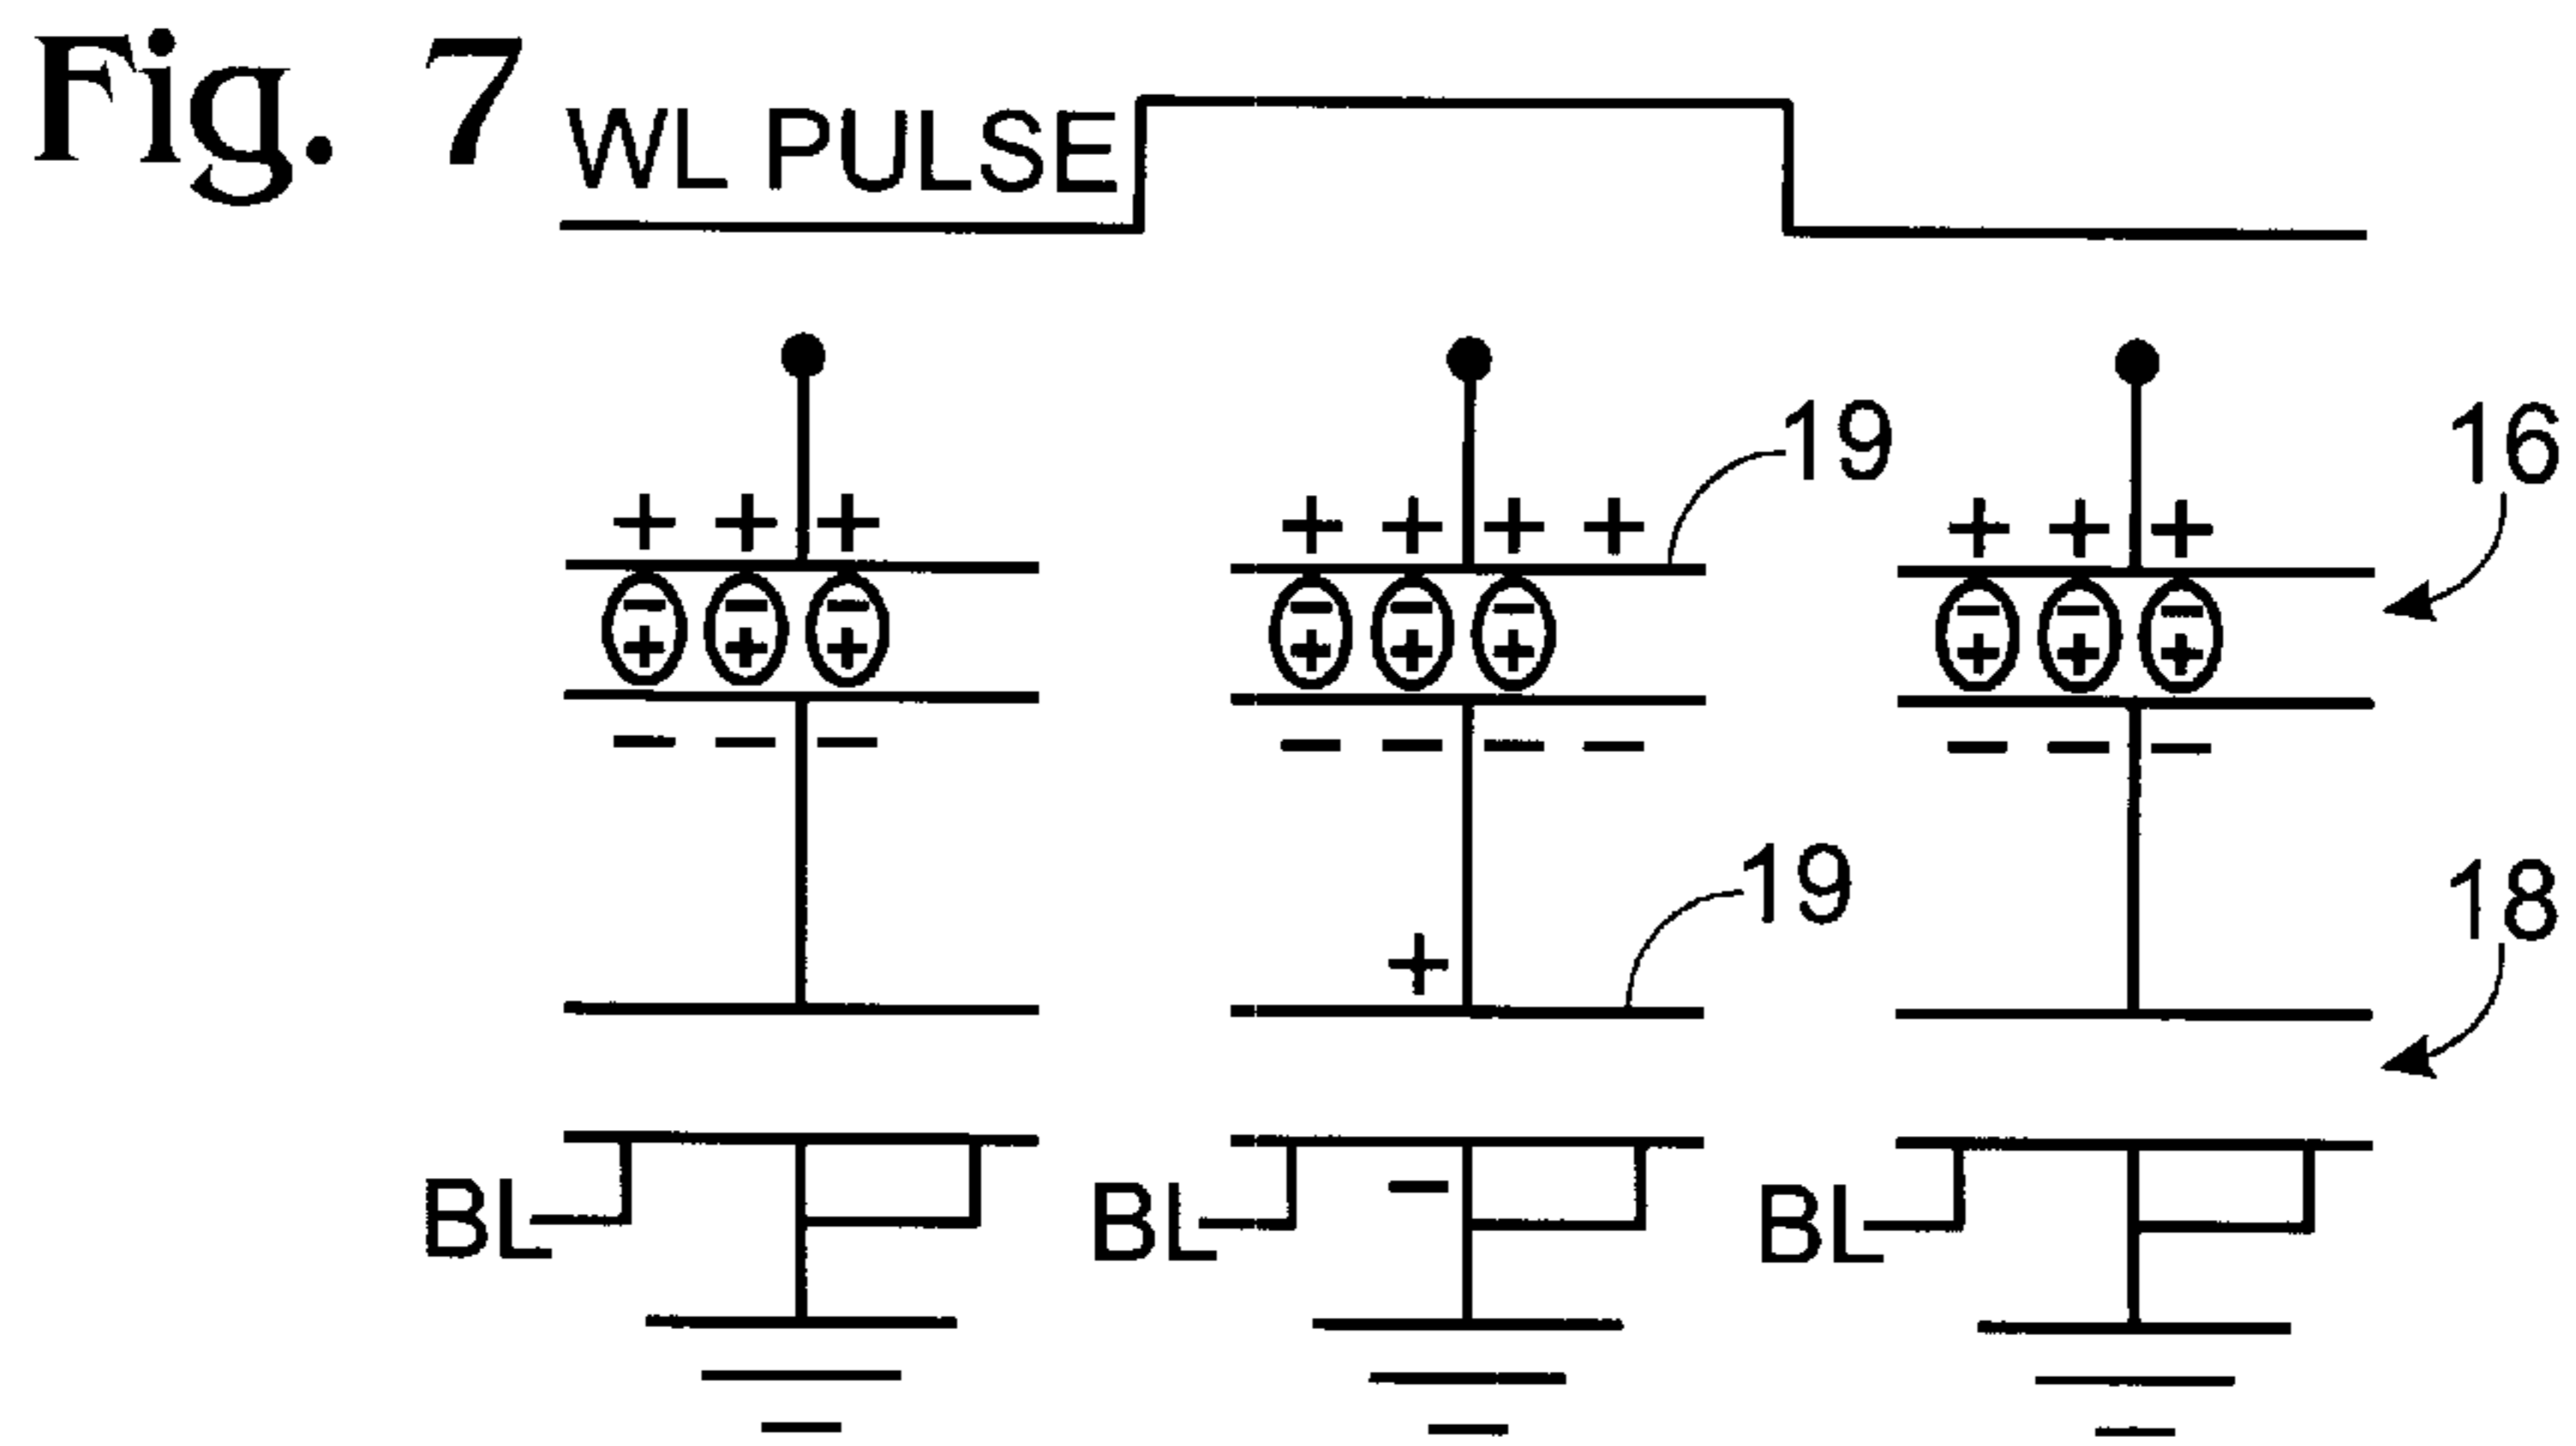 Fig. 7
WL PULSE
+ + +
+ + + +
+ + +
19
16
− − −
− − −
− − −
+ + +
+ + +
+ + +
− − −
− − − −
− − −
19
18
+
−
BL
BL
BL